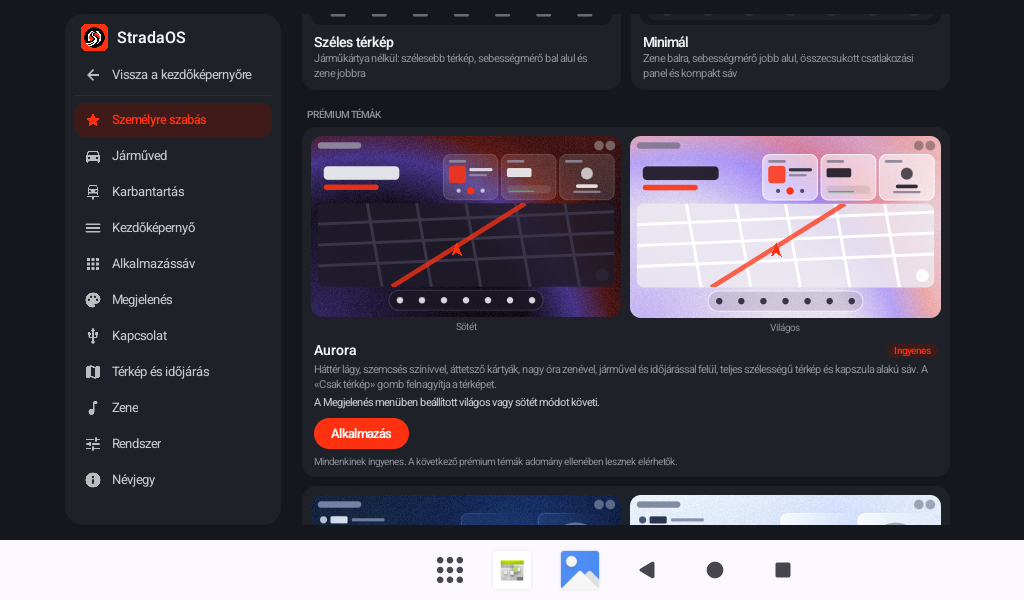 StradaOS
Vissza a kezdőképernyőre
Személyre szabás
Járműved
Karbantartás
Kezdőképernyő
Alkalmazássáv
Megjelenés
Kapcsolat
Térkép és időjárás
Zene
Rendszer
Névjegy
Széles térkép
Járműkártya nélkül: szélesebb térkép, sebességmérő bal alul és
zene jobbra
Minimál
Zene balra, sebességmérő jobb alul, összecsukott csatlakozási
panel és kompakt sáv
PRÉMIUM TÉMÁK
Sötét
Világos
Aurora
Ingyenes
Háttér lágy, szemcsés színívvel, áttetsző kártyák, nagy óra zenével, járművel és időjárással felül, teljes szélességű térkép és kapszula alakú sáv. A
«Csak térkép» gomb felnagyítja a térképet.
A Megjelenés menüben beállított világos vagy sötét módot követi.
Alkalmazás
Mindenkinek ingyenes. A következő prémium témák adomány ellenében lesznek elérhetők.